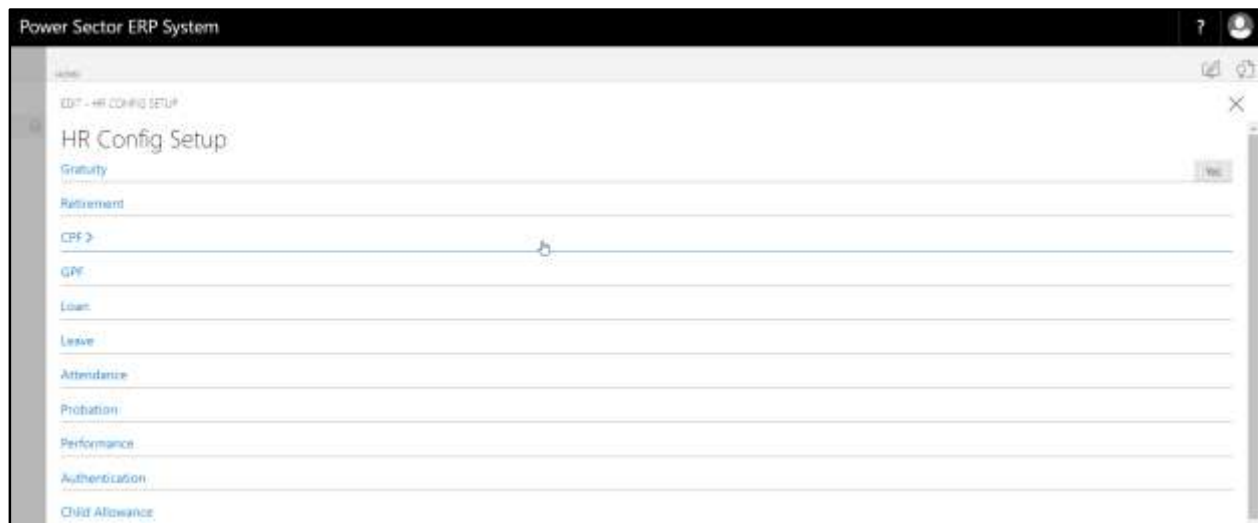 Power Sector ERP System ?
HOME
EDIT - HR CONFIG SETUP
HR Config Setup
Gratuity Yes
Retirement
CPF >
GPF
Loan
Leave
Attendance
Probation
Performance
Authentication
Child Allowance